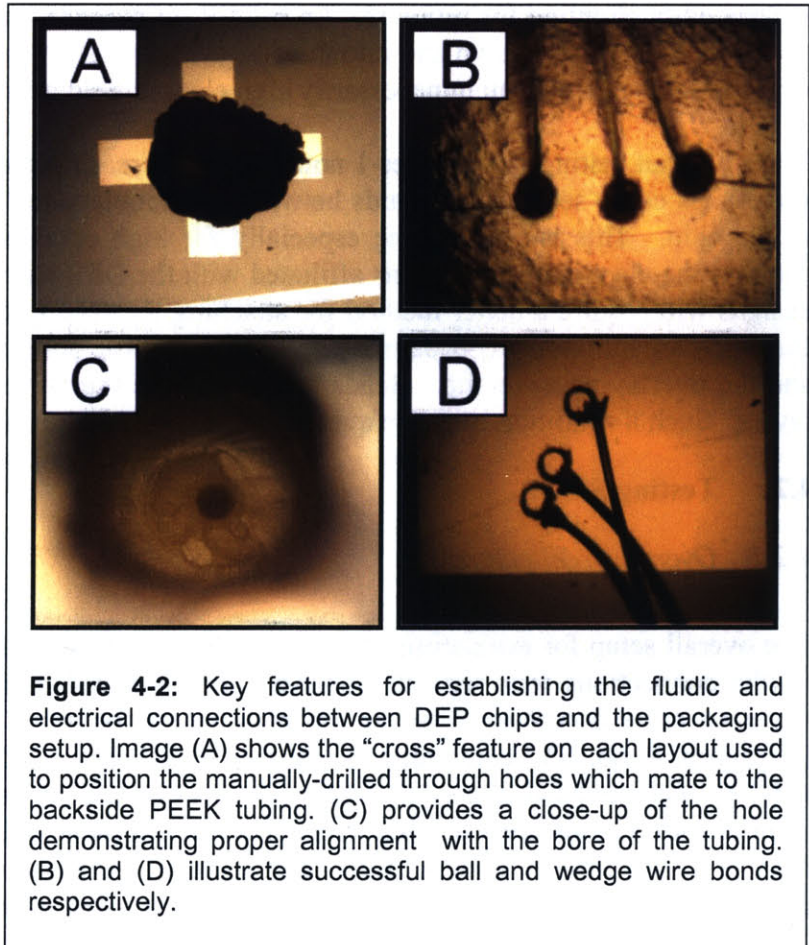 A
B
C
D
Figure 4-2: Key features for establishing the fluidic and
electrical connections between DEP chips and the packaging
setup. Image (A) shows the “cross” feature on each layout used
to position the manually-drilled through holes which mate to the
backside PEEK tubing. (C) provides a close-up of the hole
demonstrating proper alignment with the bore of the tubing.
(B) and (D) illustrate successful ball and wedge wire bonds
respectively.